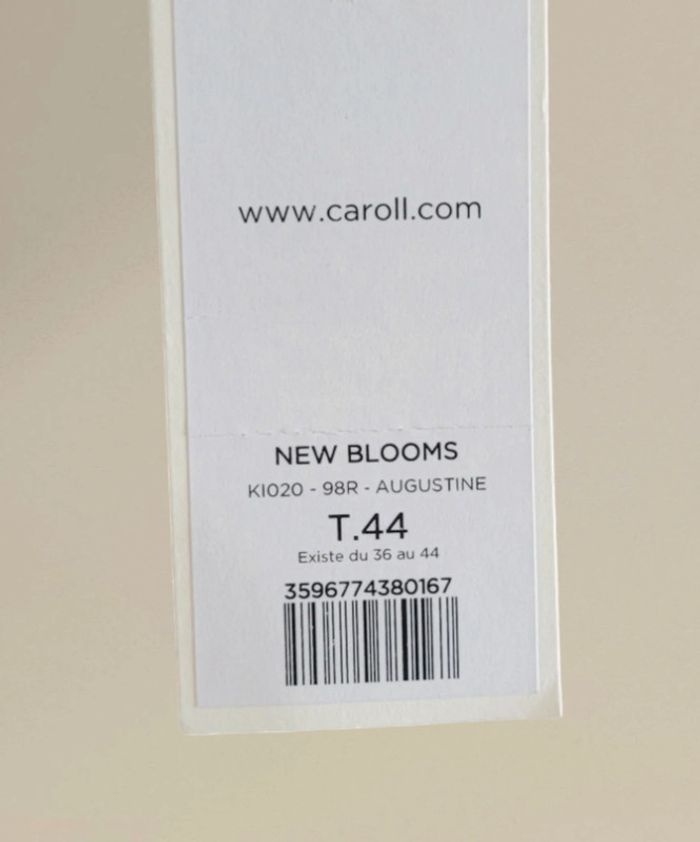 www.caroll.com
NEW BLOOMS
KI020 - 98R - AUGUSTINE
T.44
Existe du 36 au 44
3596774380167